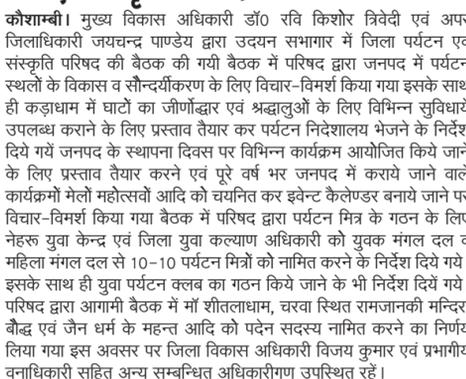 कौशाम्बी। मुख्य विकास अधिकारी डॉ0 रवि किशोर त्रिवेदी एवं अपर
जिलाधिकारी जयचन्द्र पाण्डेय द्वारा उदयन सभागार में जिला पर्यटन एवं
संस्कृति परिषद की बैठक की गयी बैठक में परिषद द्वारा जनपद में पर्यटन
स्थलों के विकास व सौन्दर्यीकरण के लिए विचार-विमर्श किया गया इसके साथ
ही कड़ाधाम में घाटों का जीर्णोद्धार एवं श्रद्धालुओं के लिए विभिन्न सुविधायें
उपलब्ध कराने के लिए प्रस्ताव तैयार कर पर्यटन निदेशालय भेजने के निर्देश
दिये गयें जनपद के स्थापना दिवस पर विभिन्न कार्यक्रम आयोजित किये जाने
के लिए प्रस्ताव तैयार करने एवं पूरे वर्ष भर जनपद में कराये जाने वाले
कार्यक्रमों मेलों महोत्सवों आदि को चयनित कर इवेन्ट कैलेण्डर बनाये जाने पर
विचार-विमर्श किया गया बैठक में परिषद द्वारा पर्यटन मित्र के गठन के लिए
नेहरू युवा केन्द्र एवं जिला युवा कल्याण अधिकारी को युवक मंगल दल
महिला मंगल दल से 10-10 पर्यटन मित्रों को नामित करने के निर्देश दिये गये
इसके साथ ही युवा पर्यटन क्लब का गठन किये जाने के भी निर्देश दियें गये
परिषद द्वारा आगामी बैठक में मॉ शीतलाधाम, चरवा स्थित रामजानकी मन्दिर
बौद्ध एवं जैन धर्म के महन्त आदि को पदेन सदस्य नामित करने का निर्णय
लिया गया इस अवसर पर जिला विकास अधिकारी विजय कुमार एवं प्रभागीय
वनाधिकारी सहित अन्य सम्बन्धित अधिकारीगण उपस्थित रहें।